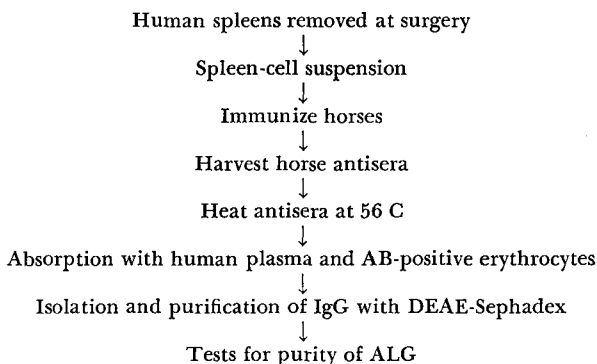 Human spleens removed at surgery
↓
Spleen-cell suspension
↓
Immunize horses
↓
Harvest horse antisera
↓
Heat antisera at 56 C
↓
Absorption with human plasma and AB-positive erythrocytes
↓
Isolation and purification of IgG with DEAE-Sephadex
↓
Tests for purity of ALG